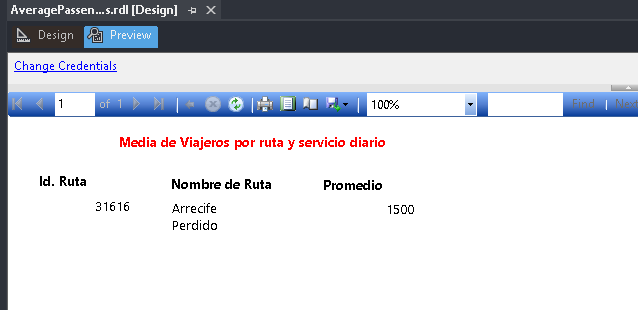 AveragePassen...s.rdl [Design]
Design Preview
Change Credentials
1 of 1 100% Find Next
Media de Viajeros por ruta y servicio diario
Id. Ruta Nombre de Ruta Promedio
31616 Arrecife 1500
Perdido